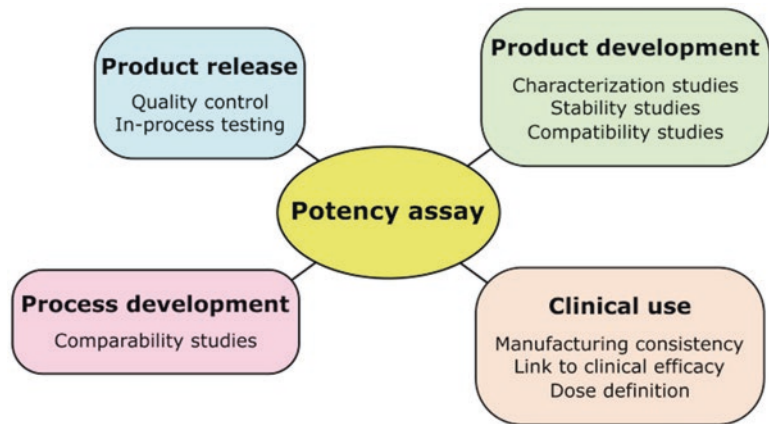 Product release
Quality control
In-process testing
Product development
Characterization studies
Stability studies
Compatibility studies
Potency assay
Process development
Comparability studies
Clinical use
Manufacturing consistency
Link to clinical efficacy
Dose definition